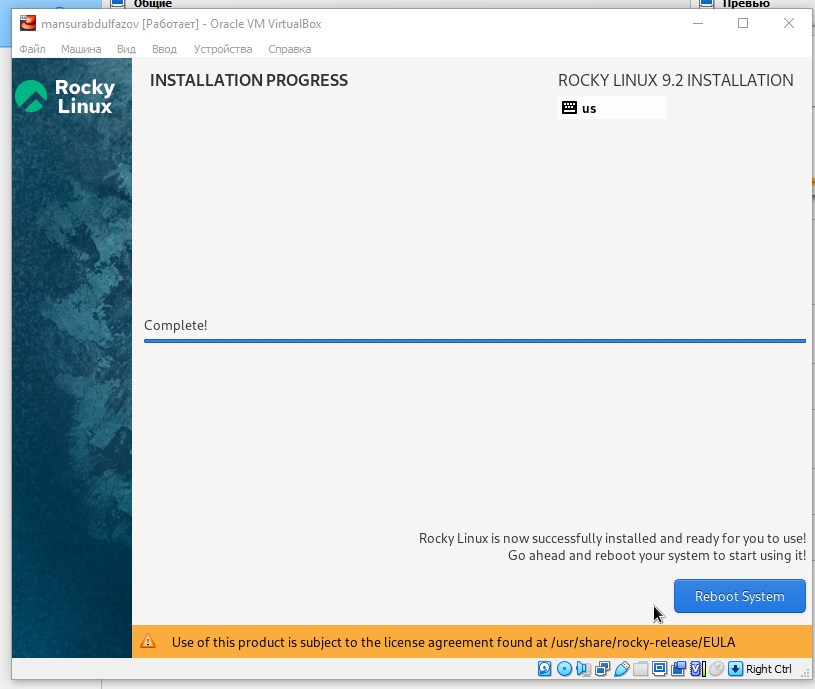 Общие
Превью
mansurabdulfazov [Работает] - Oracle VM VirtualBox
Файл Машина Вид Ввод Устройства Справка
Rocky
Linux
INSTALLATION PROGRESS
ROCKY LINUX 9.2 INSTALLATION
us
Complete!
Rocky Linux is now successfully installed and ready for you to use!
Go ahead and reboot your system to start using it!
Reboot System
Use of this product is subject to the license agreement found at /usr/share/rocky-release/EULA
Right Ctrl